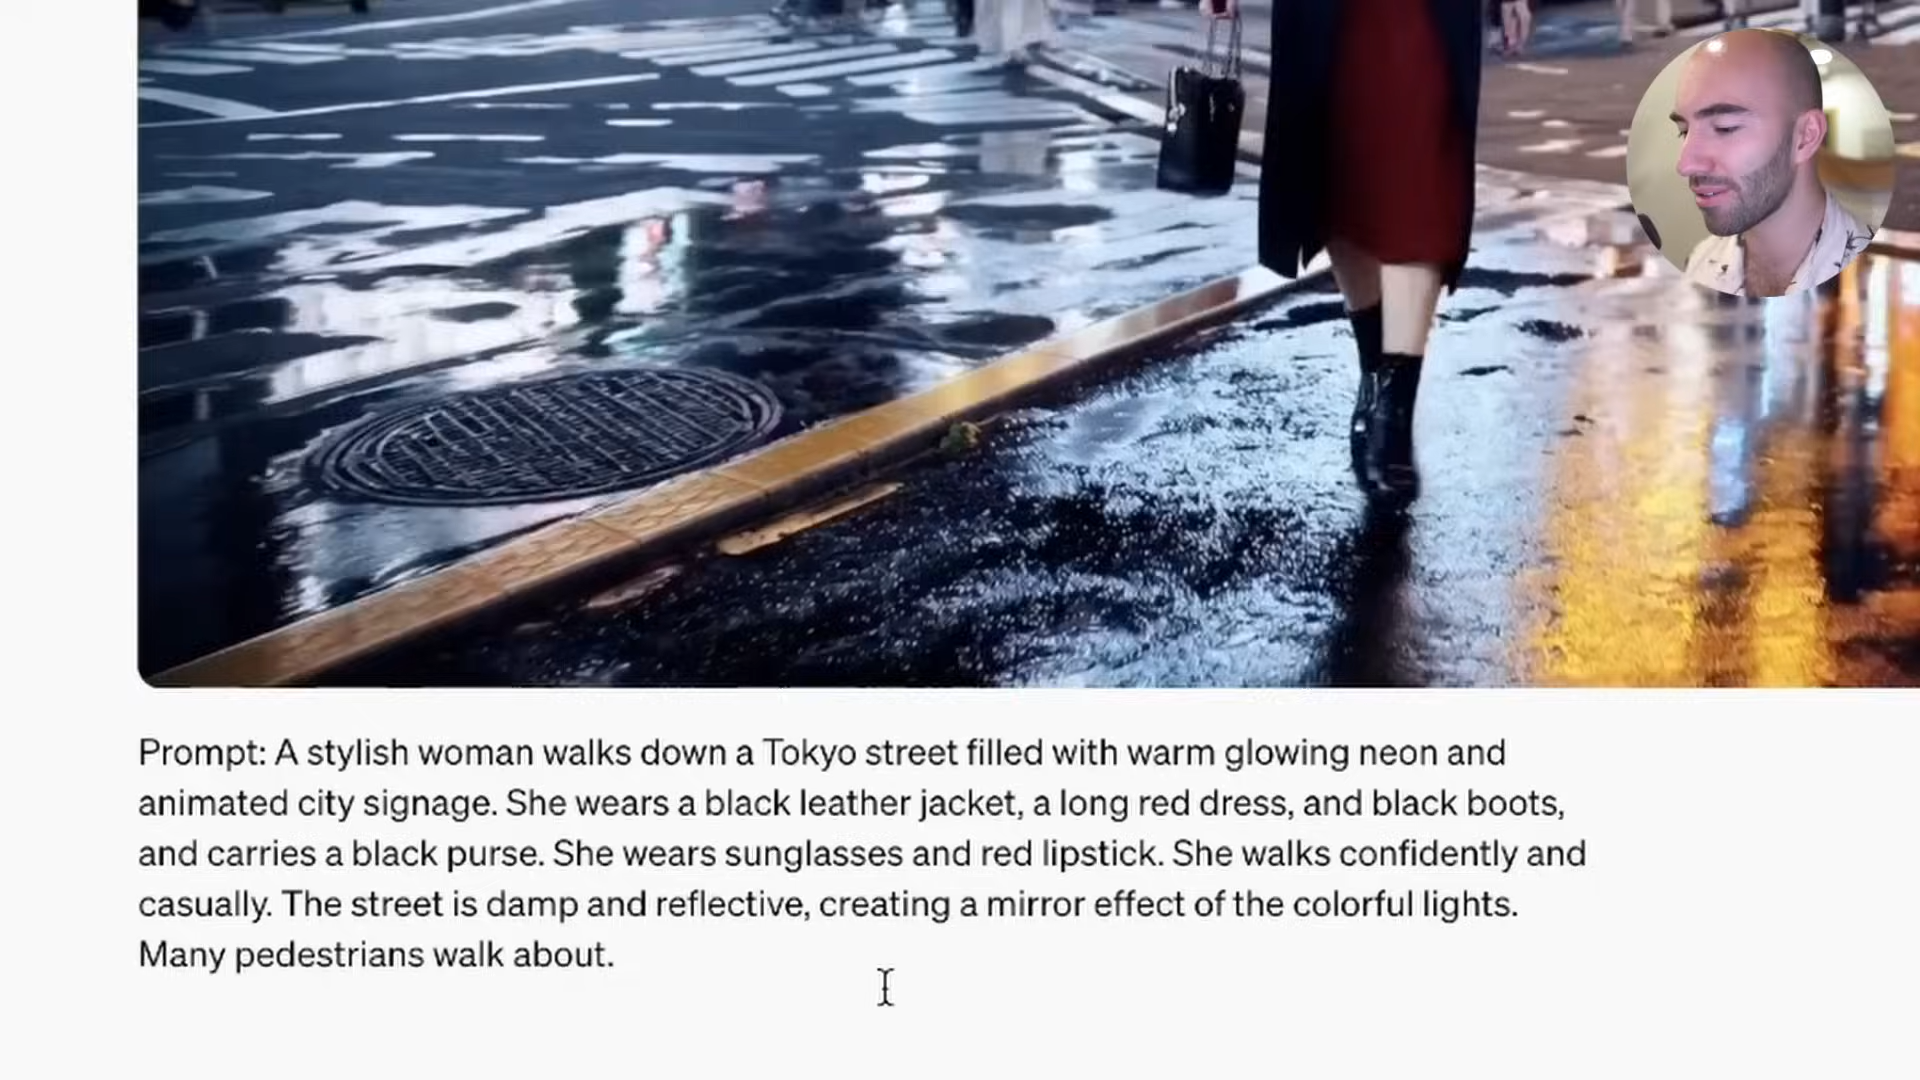 Prompt: A stylish woman walks down a Tokyo street filled with warm glowing neon and
animated city signage. She wears a black leather jacket, a long red dress, and black boots,
and carries a black purse. She wears sunglasses and red lipstick. She walks confidently and
casually. The street is damp and reflective, creating a mirror effect of the colorful lights.
Many pedestrians walk about.